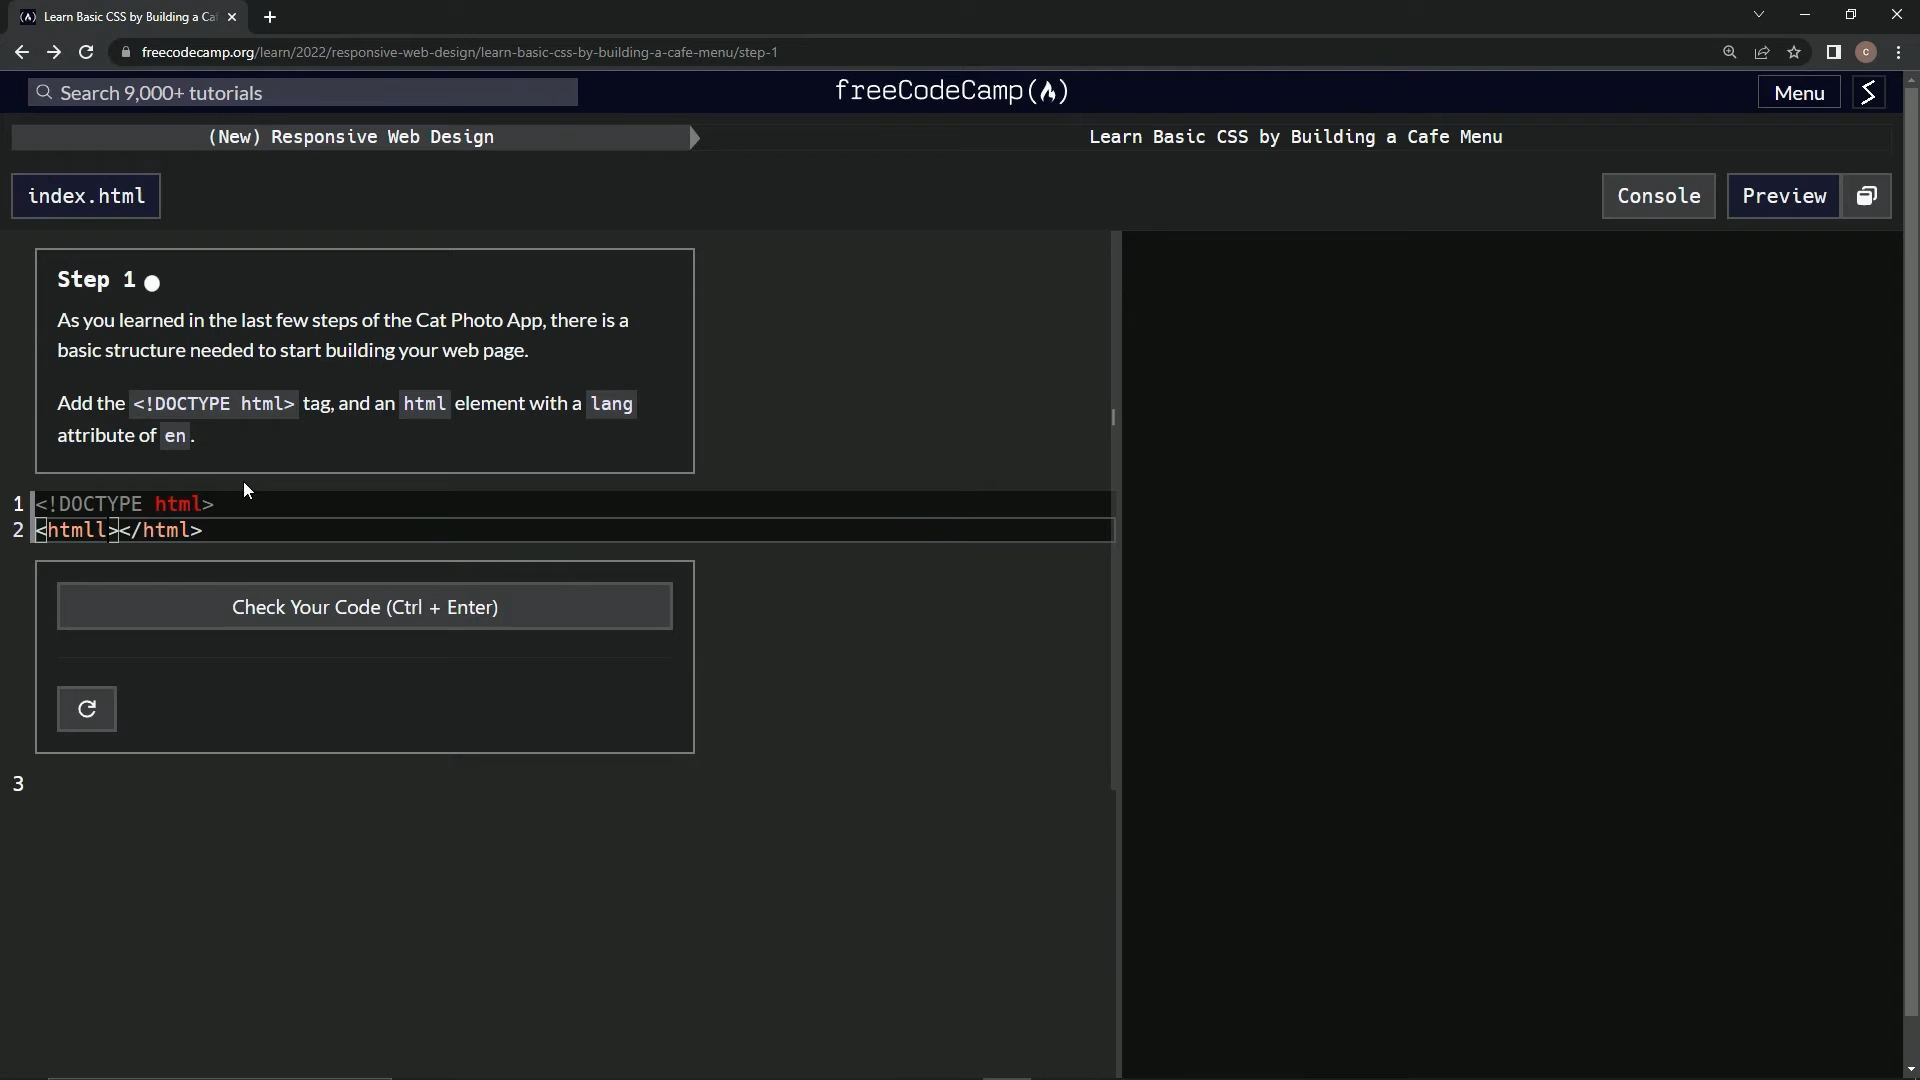 Learn Basic CSS by Building a Ca
freecodecamp.org/learn/2022/responsive-web-design/learn-basic-css-by-building-a-cafe-menu/step-1
c
Search 9,000+ tutorials
freeCodeCamp
Menu
(New) Responsive Web Design
Learn Basic CSS by Building a Cafe Menu
index.html
Console
Preview
Step 1
As you learned in the last few steps of the Cat Photo App, there is a
basic structure needed to start building your web page.
Add the <!DOCTYPE html> tag, and an html element with a lang
attribute of en.
1 <!DOCTYPE html>
2 <htmll></html>
Check Your Code (Ctrl + Enter)
3